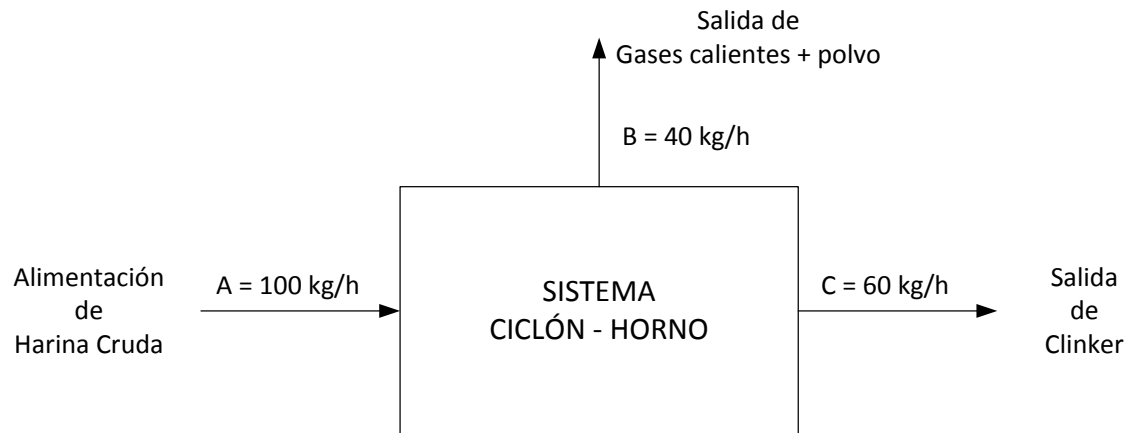 Salida de
Gases calientes + polvo
B = 40 kg/h
Alimentación
de
Harina Cruda
A = 100 kg/h
SISTEMA
CICLÓN - HORNO
C = 60 kg/h
Salida
de
Clinker